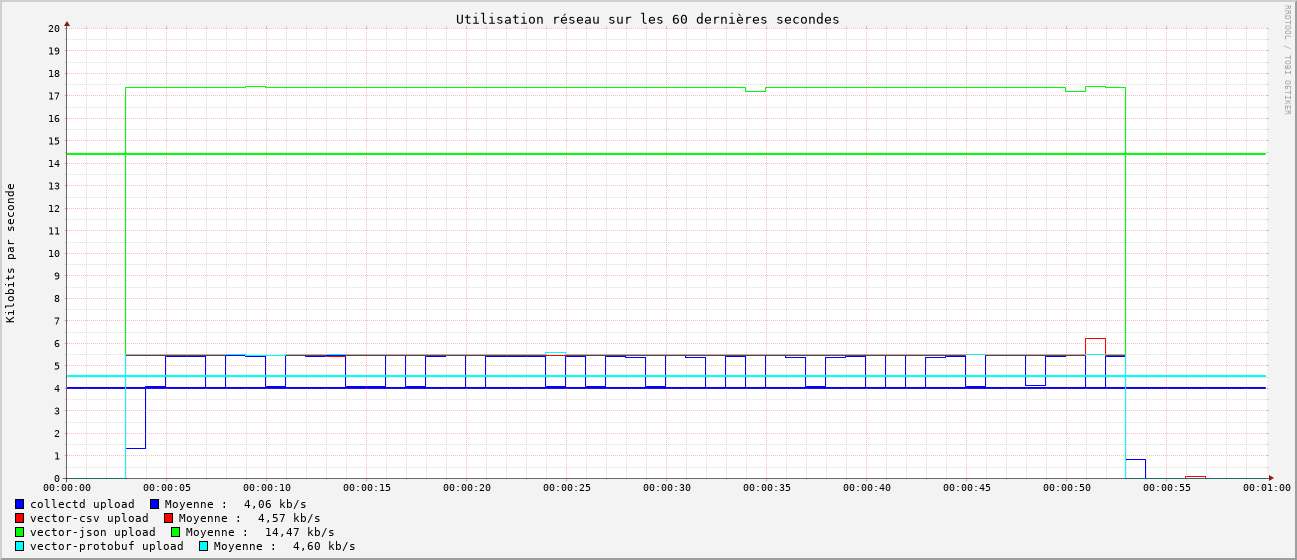 Utilisation réseau sur les 60 dernières secondes
RRDTOOL / TOBI OETIKER
Kilobits par seconde
20
19
18
17
16
15
14
13
12
11
10
9
8
7
6
5
4
3
2
1
0
00:00:00 00:00:05 00:00:10 00:00:15 00:00:20 00:00:25 00:00:30 00:00:35 00:00:40 00:00:45 00:00:50 00:00:55 00:01:00
collectd upload Moyenne : 4,06 kb/s
vector-csv upload Moyenne : 4,57 kb/s
vector-json upload Moyenne : 14,47 kb/s
vector-protobuf upload Moyenne : 4,60 kb/s